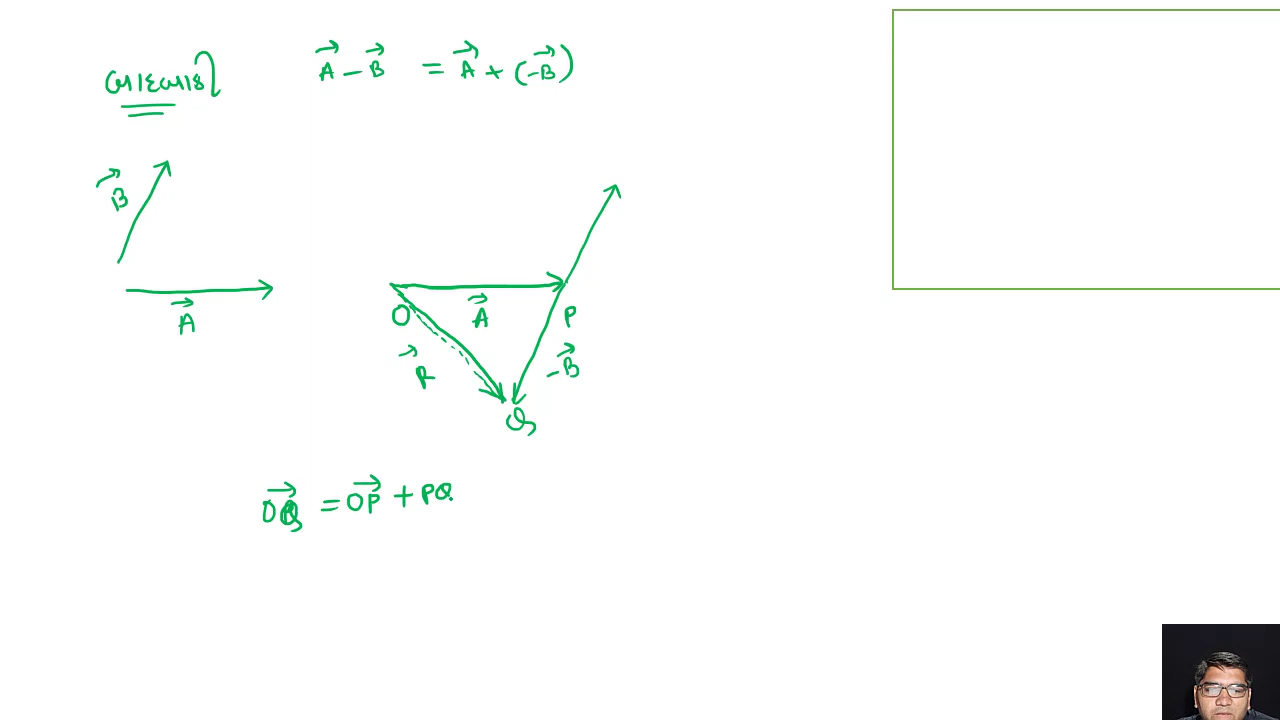 બાદબાકી
A⃗ – B⃗ = A⃗ + (–B⃗)
B⃗
A⃗
O
A⃗
P
R⃗
–B⃗
Q
OQ⃗ = OP⃗ + PQ